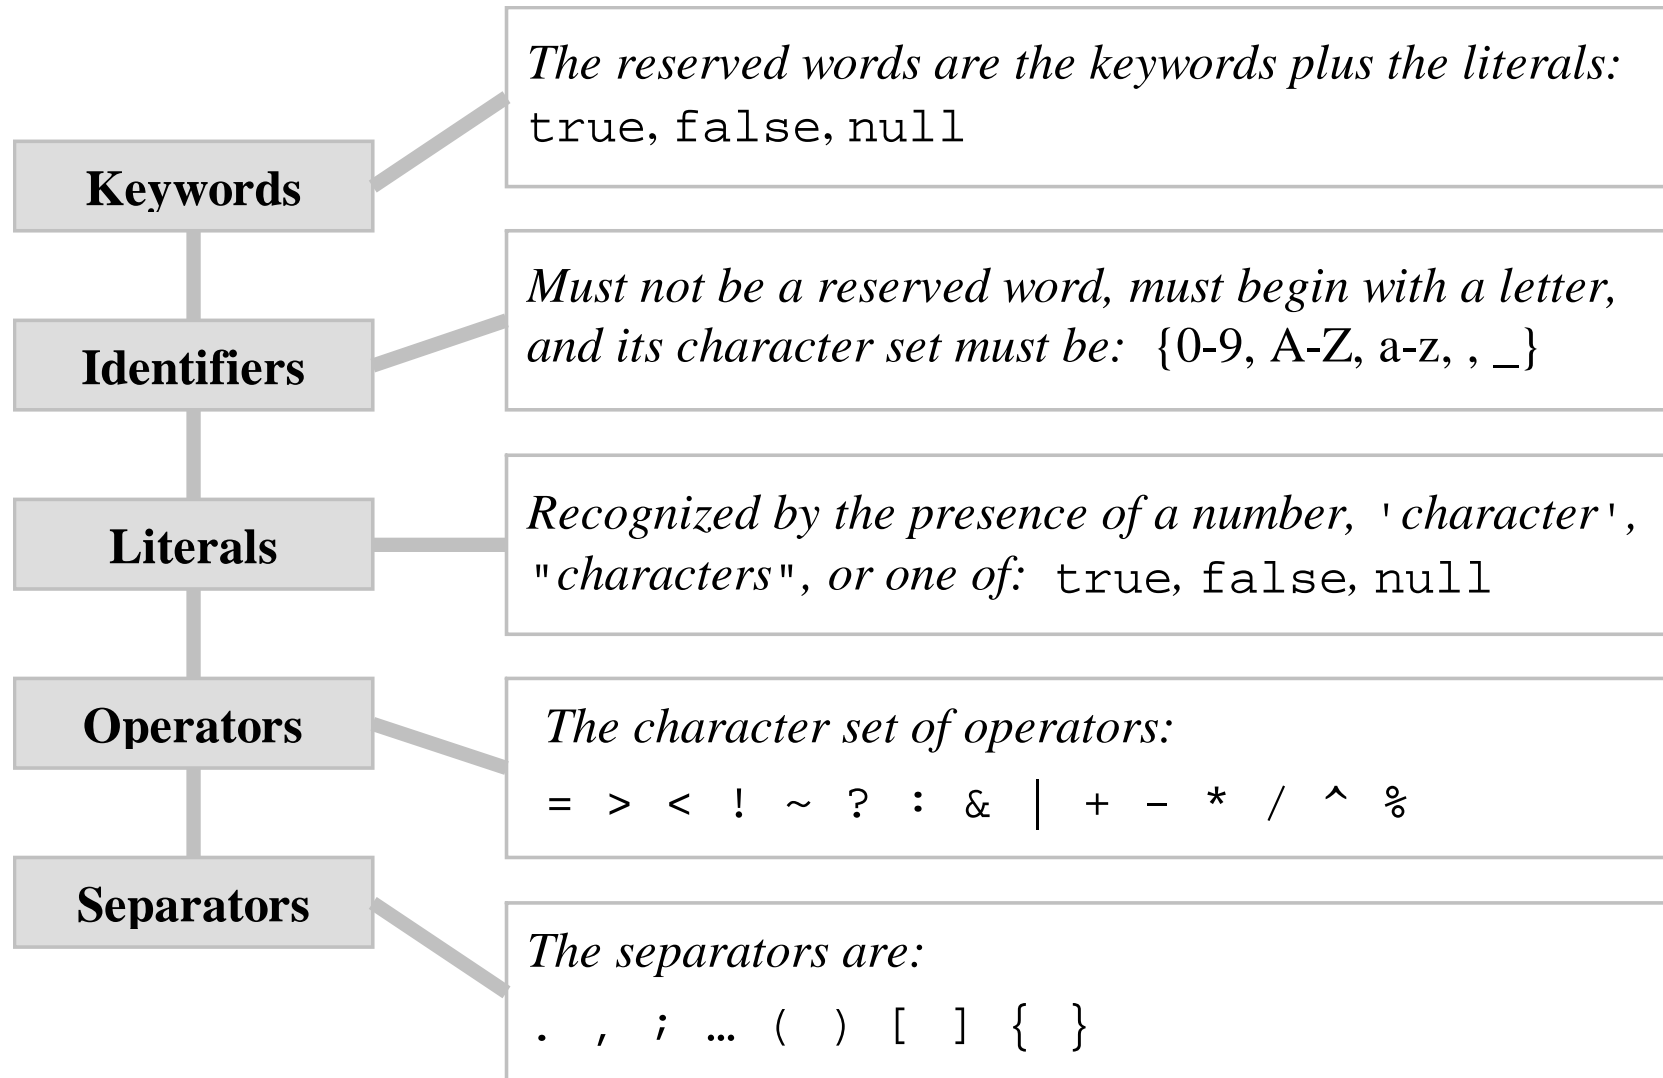 Keywords
The reserved words are the keywords plus the literals:
true, false, null
Identifiers
Must not be a reserved word, must begin with a letter,
and its character set must be: {0-9, A-Z, a-z, , _}
Literals
Recognized by the presence of a number, 'character',
"characters", or one of: true, false, null
Operators
The character set of operators:
= > < ! ~ ? : & | + - * / ^ %
Separators
The separators are:
. , ; … ( ) [ ] { }